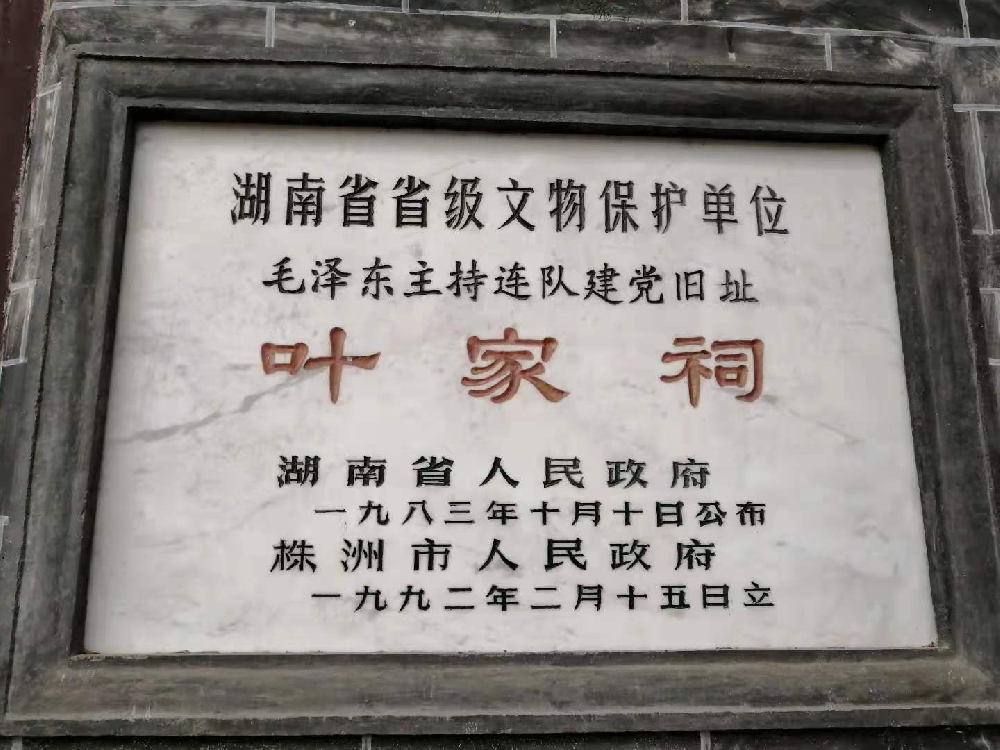 湖南省省级文物保护单位
毛泽东主持连队建党旧址
叶家祠
湖南省人民政府
一九八三年十月十日公布
株洲市人民政府
一九九二年二月十五日立